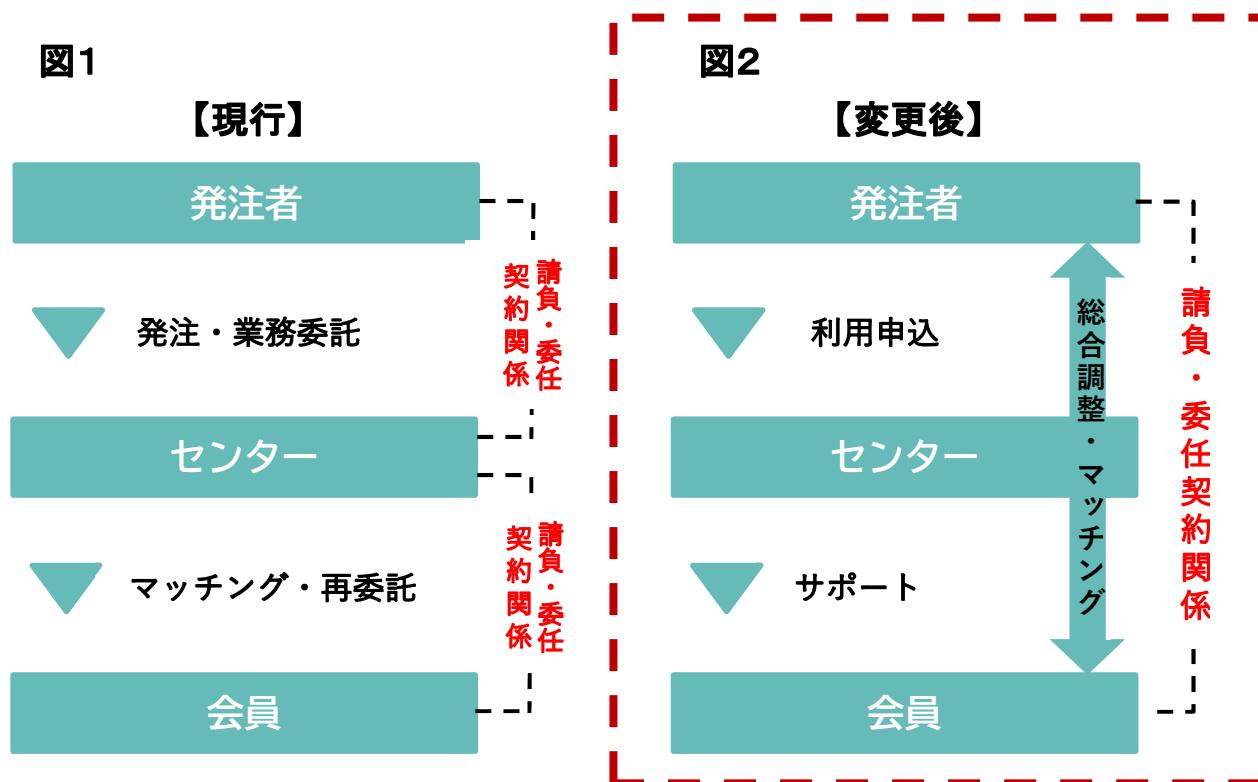 図1
【現行】
発注者
発注・業務委託
請負・委任
契約関係
センター
マッチング・再委託
請負・委任
契約関係
会員
図2
【変更後】
発注者
利用申込
総合調整・マッチング
請負・委任契約関係
センター
サポート
会員